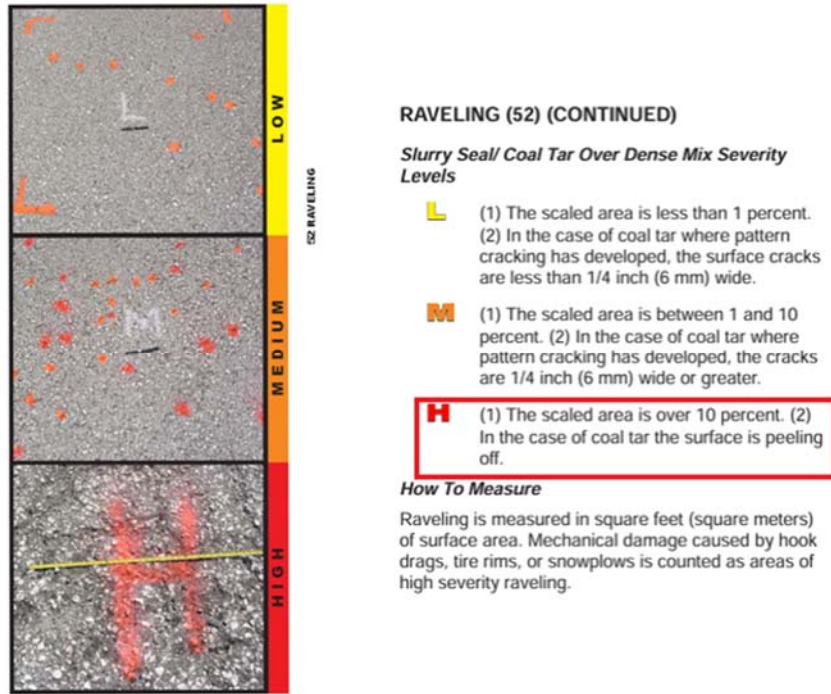 L
LOW
52 RAVELING
M
MEDIUM
H
HIGH
RAVELING (52) (CONTINUED)
Slurry Seal/ Coal Tar Over Dense Mix Severity
Levels
L (1) The scaled area is less than 1 percent.
(2) In the case of coal tar where pattern
cracking has developed, the surface cracks
are less than 1/4 inch (6 mm) wide.
M (1) The scaled area is between 1 and 10
percent. (2) In the case of coal tar where
pattern cracking has developed, the cracks
are 1/4 inch (6 mm) wide or greater.
H (1) The scaled area is over 10 percent. (2)
In the case of coal tar the surface is peeling
off.
How To Measure
Raveling is measured in square feet (square meters)
of surface area. Mechanical damage caused by hook
drags, tire rims, or snowplows is counted as areas of
high severity raveling.